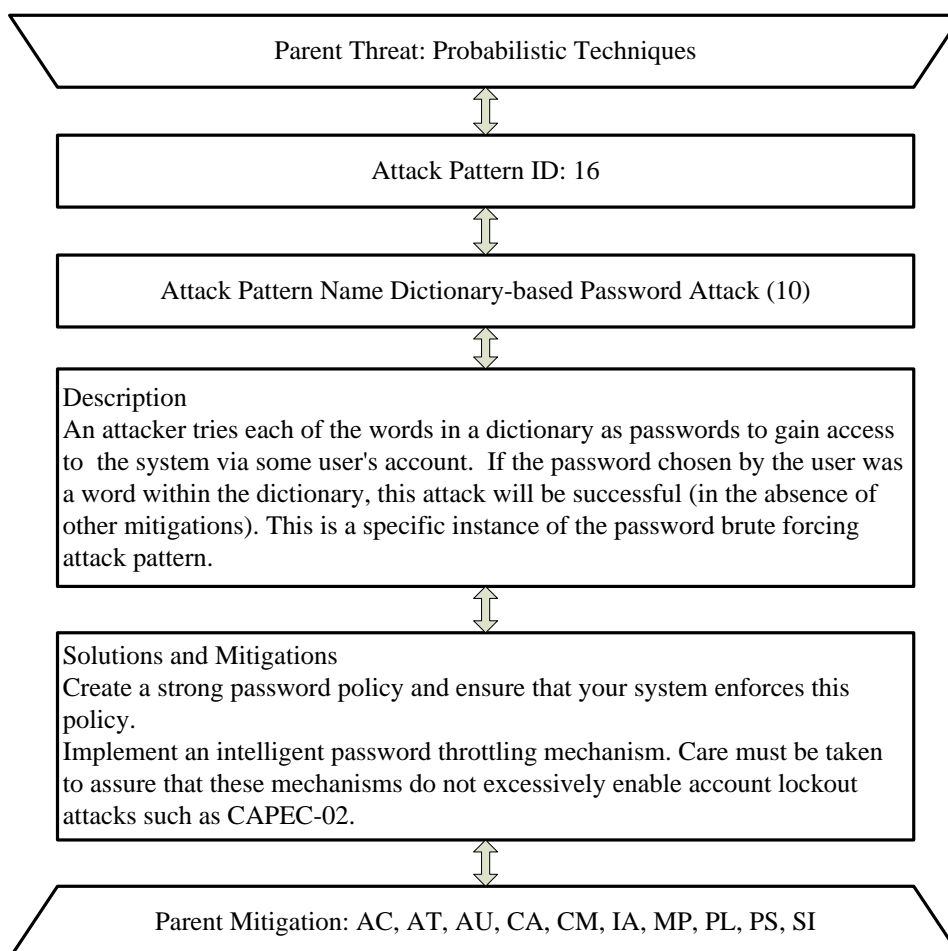 Parent Threat: Probabilistic Techniques
Attack Pattern ID: 16
Attack Pattern Name Dictionary-based Password Attack (10)
Description
An attacker tries each of the words in a dictionary as passwords to gain access
to the system via some user's account. If the password chosen by the user was
a word within the dictionary, this attack will be successful (in the absence of
other mitigations). This is a specific instance of the password brute forcing
attack pattern.
Solutions and Mitigations
Create a strong password policy and ensure that your system enforces this
policy.
Implement an intelligent password throttling mechanism. Care must be taken
to assure that these mechanisms do not excessively enable account lockout
attacks such as CAPEC-02.
Parent Mitigation: AC, AT, AU, CA, CM, IA, MP, PL, PS, SI